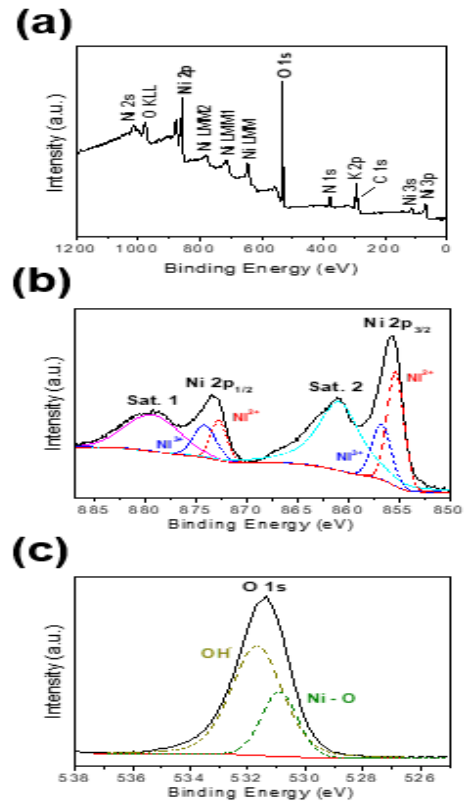 (a)
Intensity (a.u.)
Ni 2s
O KLL
Ni 2p
Ni LMM2
Ni LMM1
Ni LMM
O 1s
N 1s
K 2p
C 1s
Ni 3s
Ni 3p
1200 1000 800 600 400 200 0
Binding Energy (eV)
(b)
Intensity (a.u.)
Sat. 1
Ni 2p1/2
Sat. 2
Ni 2p3/2
Ni3+
Ni2+
Ni3+
Ni2+
885 880 875 870 865 860 855 850
Binding Energy (eV)
(c)
Intensity (a.u.)
O 1s
OH-
Ni - O
538 536 534 532 530 528 526
Binding Energy (eV)